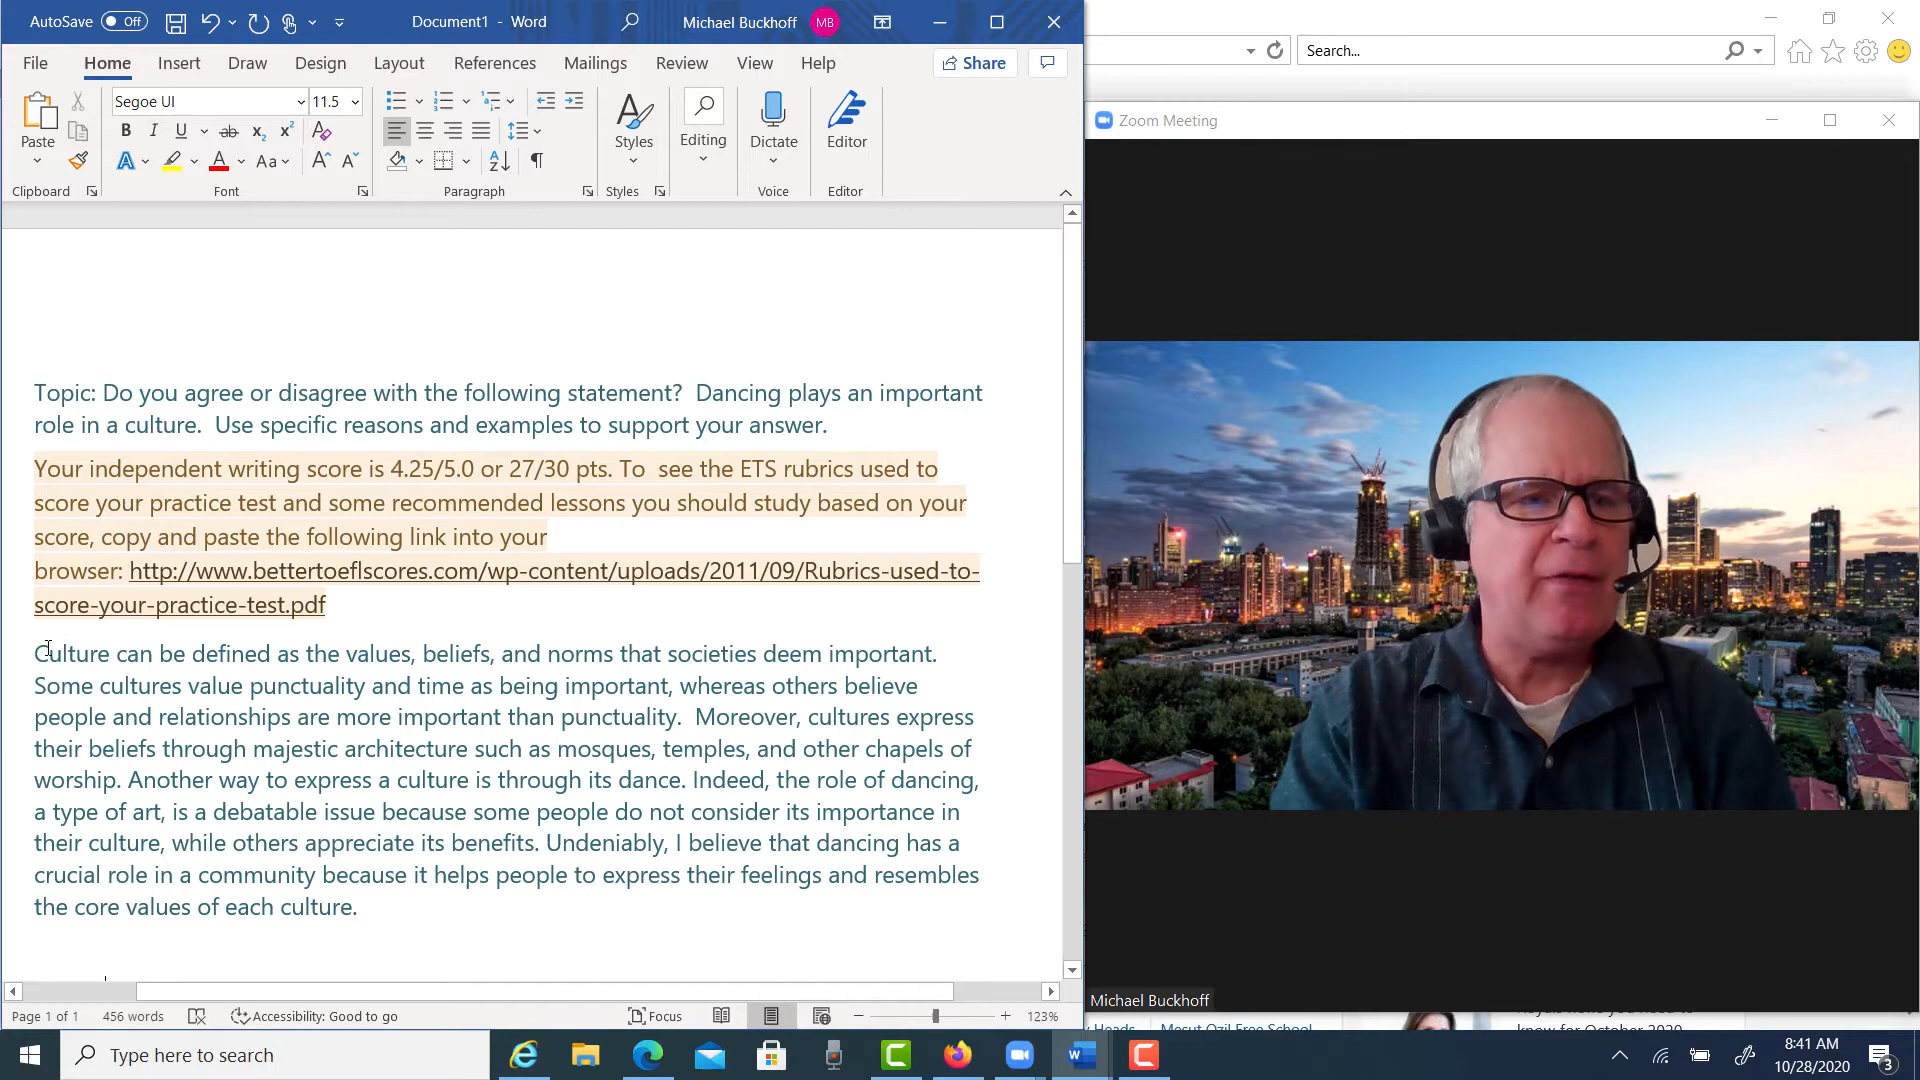 AutoSave Off Document1 - Word Michael Buckhoff MB
File Home Insert Draw Design Layout References Mailings Review View Help Share
Search...
Zoom Meeting
Paste Segoe UI 11.5 Styles Editing Dictate Editor
Clipboard Font Paragraph Styles Voice Editor
Topic: Do you agree or disagree with the following statement? Dancing plays an important
role in a culture. Use specific reasons and examples to support your answer.
Your independent writing score is 4.25/5.0 or 27/30 pts. To see the ETS rubrics used to
score your practice test and some recommended lessons you should study based on your
score, copy and paste the following link into your
browser: http://www.bettertoeflscores.com/wp-content/uploads/2011/09/Rubrics-used-to-
score-your-practice-test.pdf
Culture can be defined as the values, beliefs, and norms that societies deem important.
Some cultures value punctuality and time as being important, whereas others believe
people and relationships are more important than punctuality. Moreover, cultures express
their beliefs through majestic architecture such as mosques, temples, and other chapels of
worship. Another way to express a culture is through its dance. Indeed, the role of dancing,
a type of art, is a debatable issue because some people do not consider its importance in
their culture, while others appreciate its benefits. Undeniably, I believe that dancing has a
crucial role in a community because it helps people to express their feelings and resembles
the core values of each culture.
Michael Buckhoff
Page 1 of 1 456 words Accessibility: Good to go Focus 123%
Heads Mesut Ozil Free School
know for October 2020
Type here to search
8:41 AM
10/28/2020
3